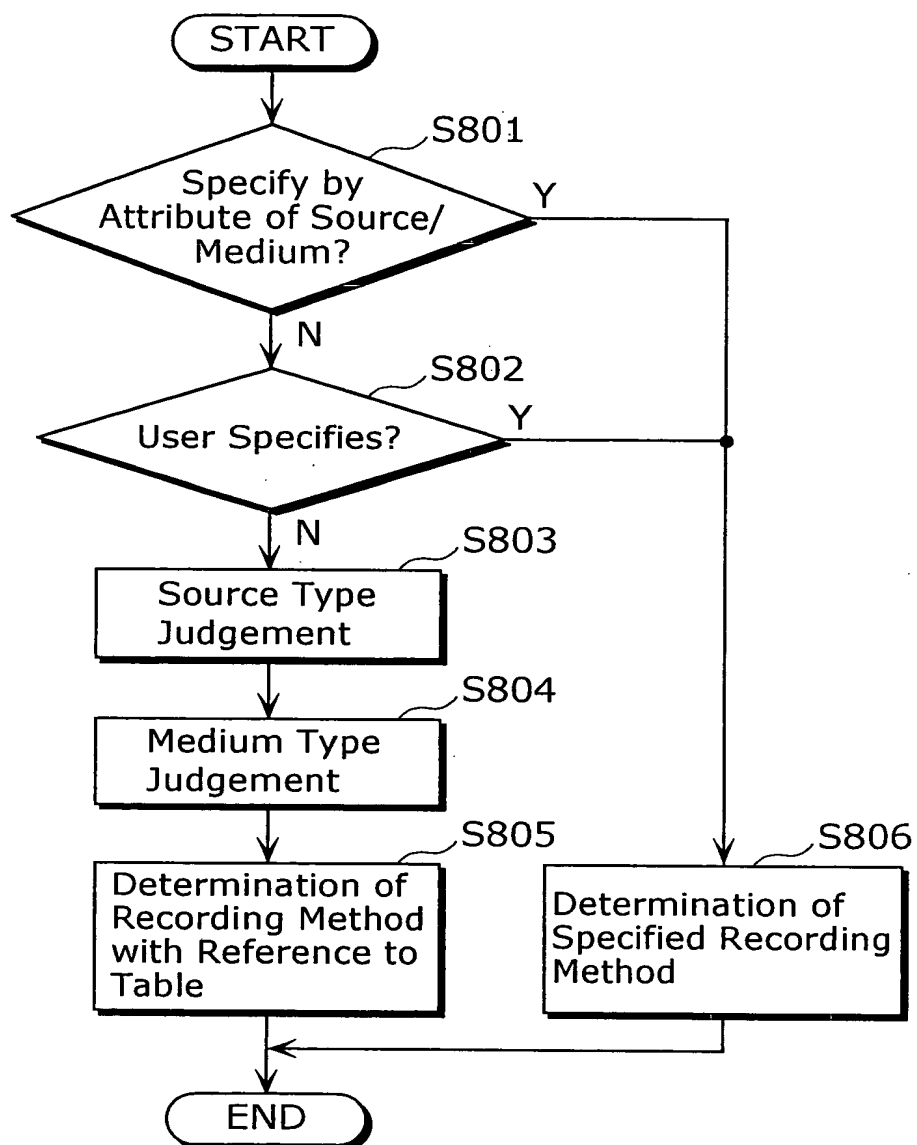 START
S801
Specify by
Attribute of Source/
Medium?
Y
N
S802
User Specifies?
Y
N
S803
Source Type
Judgement
S804
Medium Type
Judgement
S805
Determination of
Recording Method
with Reference to
Table
S806
Determination of
Specified Recording
Method
END